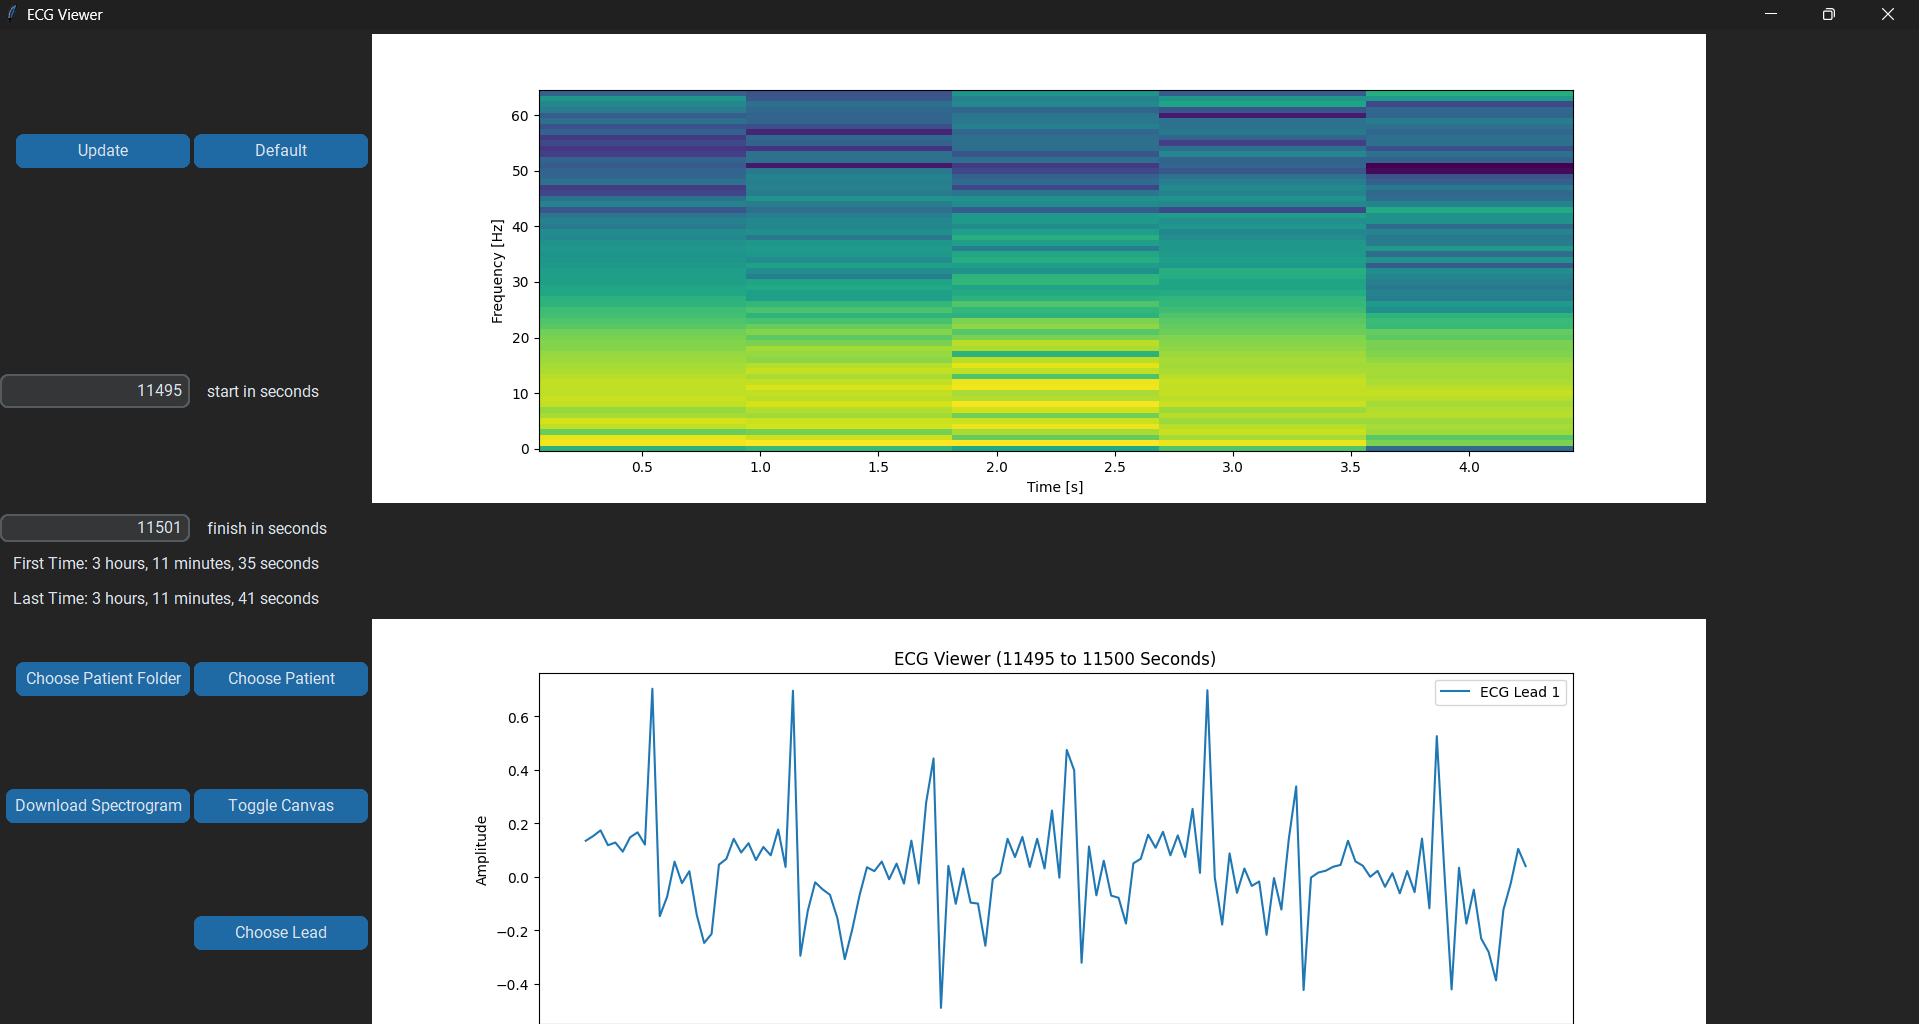 ECG Viewer
Update
Default
11495
start in seconds
11501
finish in seconds
First Time: 3 hours, 11 minutes, 35 seconds
Last Time: 3 hours, 11 minutes, 41 seconds
Choose Patient Folder
Choose Patient
Download Spectrogram
Toggle Canvas
Choose Lead
60
50
40
30
20
10
0
Frequency [Hz]
0.5 1.0 1.5 2.0 2.5 3.0 3.5 4.0
Time [s]
ECG Viewer (11495 to 11500 Seconds)
ECG Lead 1
0.6
0.4
0.2
0.0
−0.2
−0.4
Amplitude